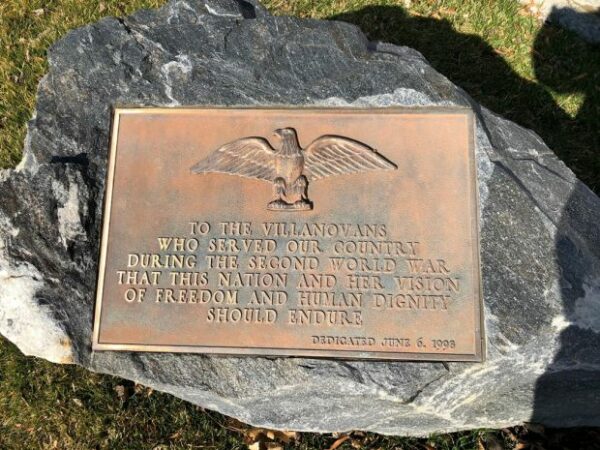 TO THE VILLANOVANS
WHO SERVED OUR COUNTRY
DURING THE SECOND WORLD WAR
THAT THIS NATION AND HER VISION
OF FREEDOM AND HUMAN DIGNITY
SHOULD ENDURE
DEDICATED JUNE 6, 1998